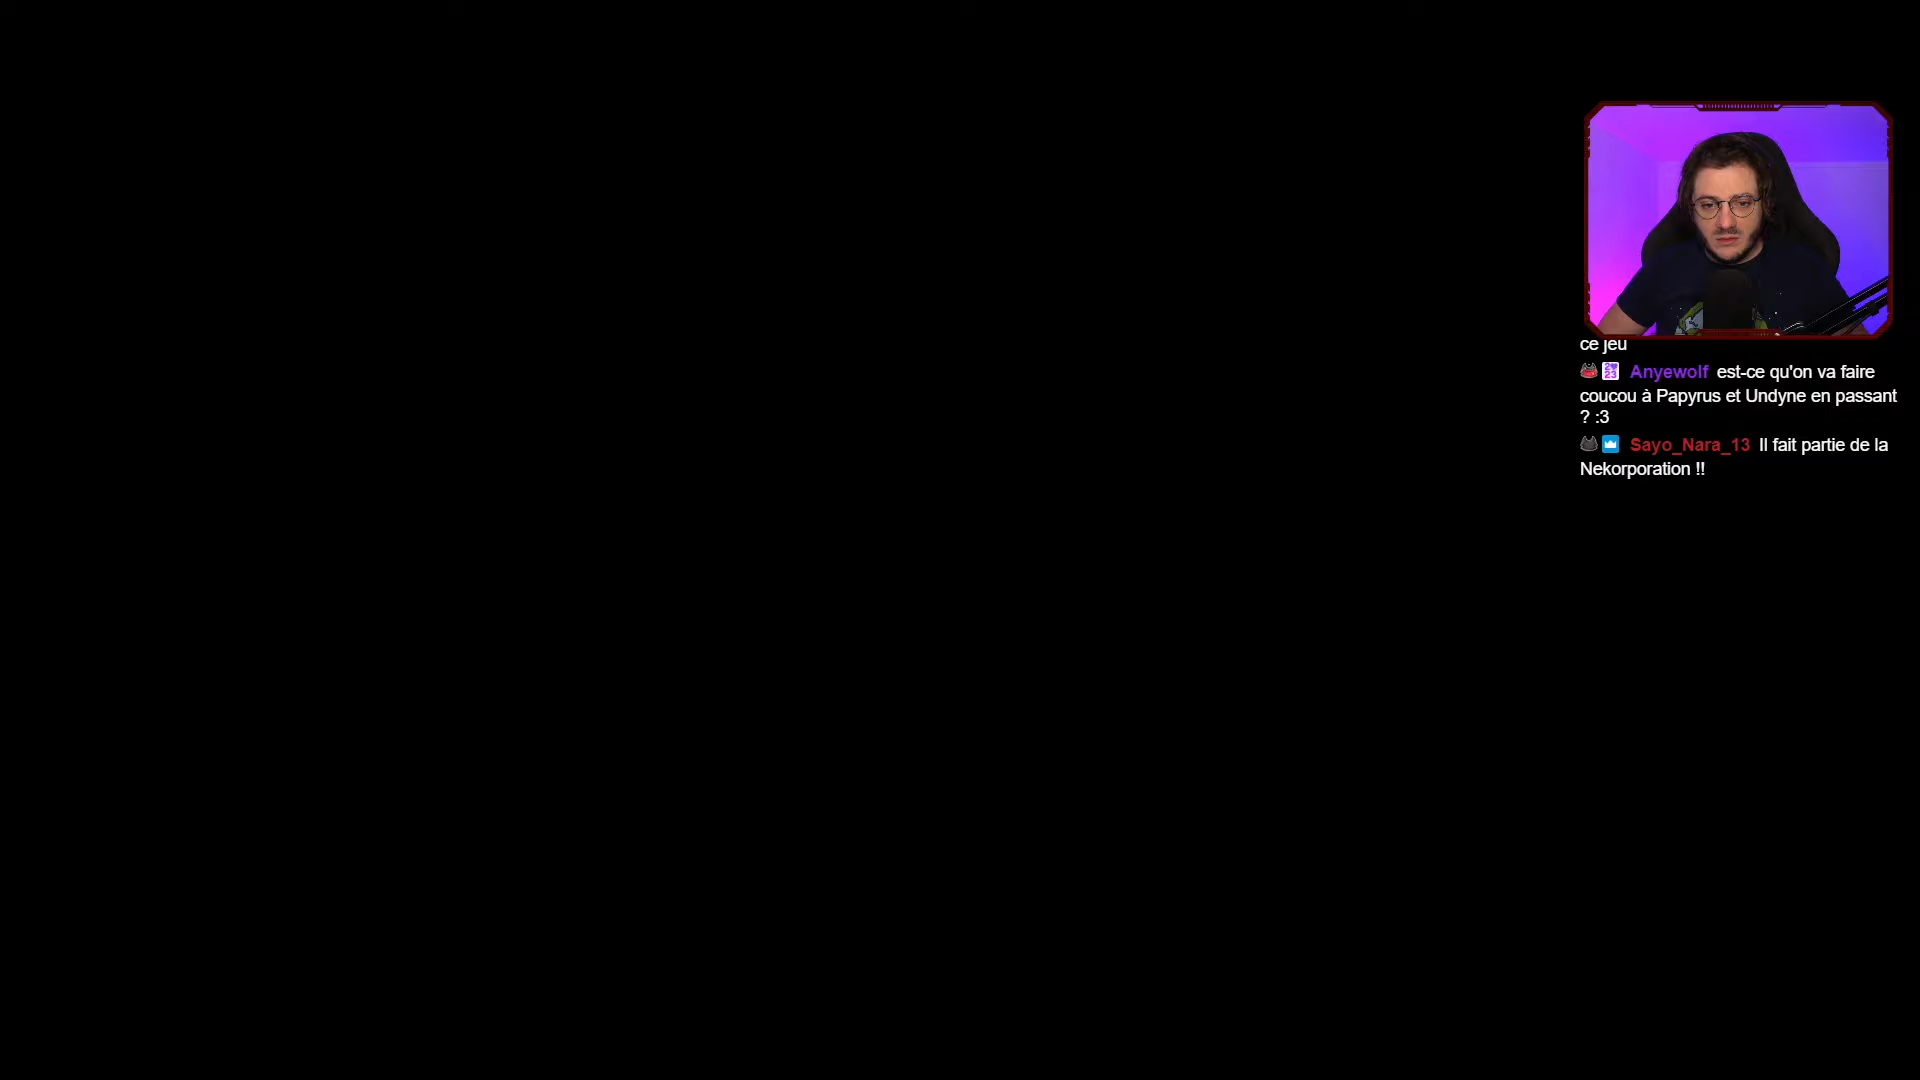 ce jeu
Anyewolf est-ce qu'on va faire
coucou à Papyrus et Undyne en passant
? :3
Sayo_Nara_13 Il fait partie de la
Nekorporation !!